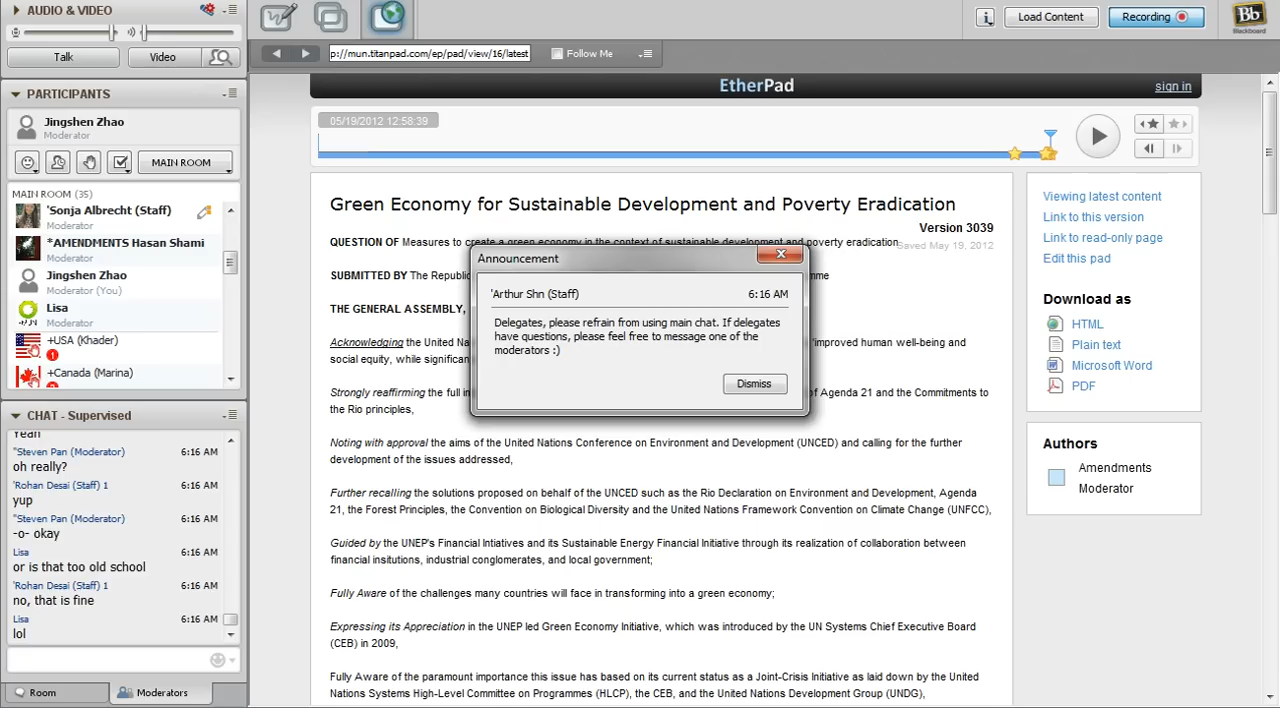 AUDIO & VIDEO
Talk
Video
PARTICIPANTS
Jingshen Zhao
Moderator
MAIN ROOM
MAIN ROOM (35)
'Sonja Albrecht (Staff)
Moderator
*AMENDMENTS Hasan Shami
Moderator
Jingshen Zhao
Moderator (You)
Lisa
Moderator
+USA (Khader)
1
+Canada (Marina)
CHAT - Supervised
Yeah
"Steven Pan (Moderator) 6:16 AM
oh really?
'Rohan Desai (Staff) 1 6:16 AM
yup
"Steven Pan (Moderator) 6:16 AM
-o- okay
Lisa 6:16 AM
or is that too old school
'Rohan Desai (Staff) 1 6:16 AM
no, that is fine
Lisa 6:16 AM
lol
Room
Moderators
Load Content
Recording
Bb
Blackboard
p://mun.titanpad.com/ep/pad/view/16/latest
Follow Me
EtherPad
sign in
05/19/2012 12:58:39
Green Economy for Sustainable Development and Poverty Eradication
Version 3039
Saved May 19, 2012
QUESTION OF Measures to create a green economy in the context of sustainable development and poverty eradication
SUBMITTED BY The Republi
me
THE GENERAL ASSEMBLY,
Acknowledging the United Na
'improved human well-being and
social equity, while significan
Strongly reaffirming the full im
of Agenda 21 and the Commitments to
the Rio principles,
Noting with approval the aims of the United Nations Conference on Environment and Development (UNCED) and calling for the further
development of the issues addressed,
Further recalling the solutions proposed on behalf of the UNCED such as the Rio Declaration on Environment and Development, Agenda
21, the Forest Principles, the Convention on Biological Diversity and the United Nations Framework Convention on Climate Change (UNFCC),
Guided by the UNEP's Financial Intiatives and its Sustainable Energy Financial Initiative through its realization of collaboration between
financial insitutions, industrial conglomerates, and local government;
Fully Aware of the challenges many countries will face in transforming into a green economy;
Expressing its Appreciation in the UNEP led Green Economy Initiative, which was introduced by the UN Systems Chief Executive Board
(CEB) in 2009,
Fully Aware of the paramount importance this issue has based on its current status as a Joint-Crisis Initiative as laid down by the United
Nations Systems High-Level Committee on Programmes (HLCP), the CEB, and the United Nations Development Group (UNDG),
Announcement
'Arthur Shn (Staff) 6:16 AM
Delegates, please refrain from using main chat. If delegates
have questions, please feel free to message one of the
moderators :)
Dismiss
Viewing latest content
Link to this version
Link to read-only page
Edit this pad
Download as
HTML
Plain text
Microsoft Word
PDF
Authors
Amendments
Moderator